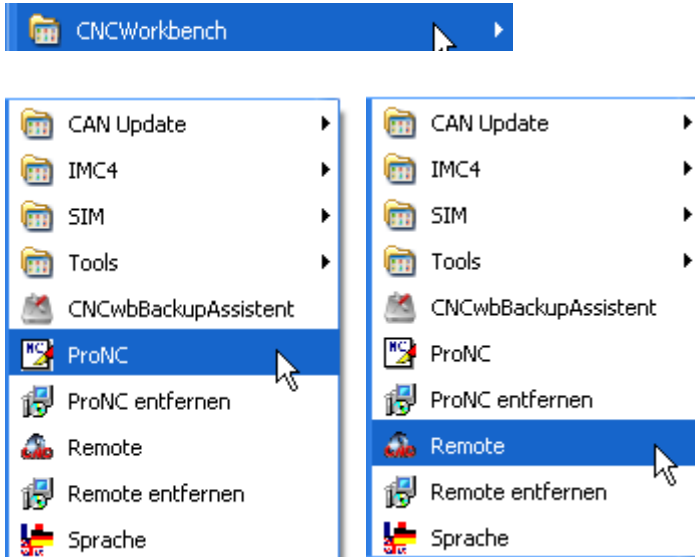 CNCWorkbench
CAN Update
IMC4
SIM
Tools
CNCwbBackupAssistent
ProNC
ProNC entfernen
Remote
Remote entfernen
Sprache
CAN Update
IMC4
SIM
Tools
CNCwbBackupAssistent
ProNC
ProNC entfernen
Remote
Remote entfernen
Sprache